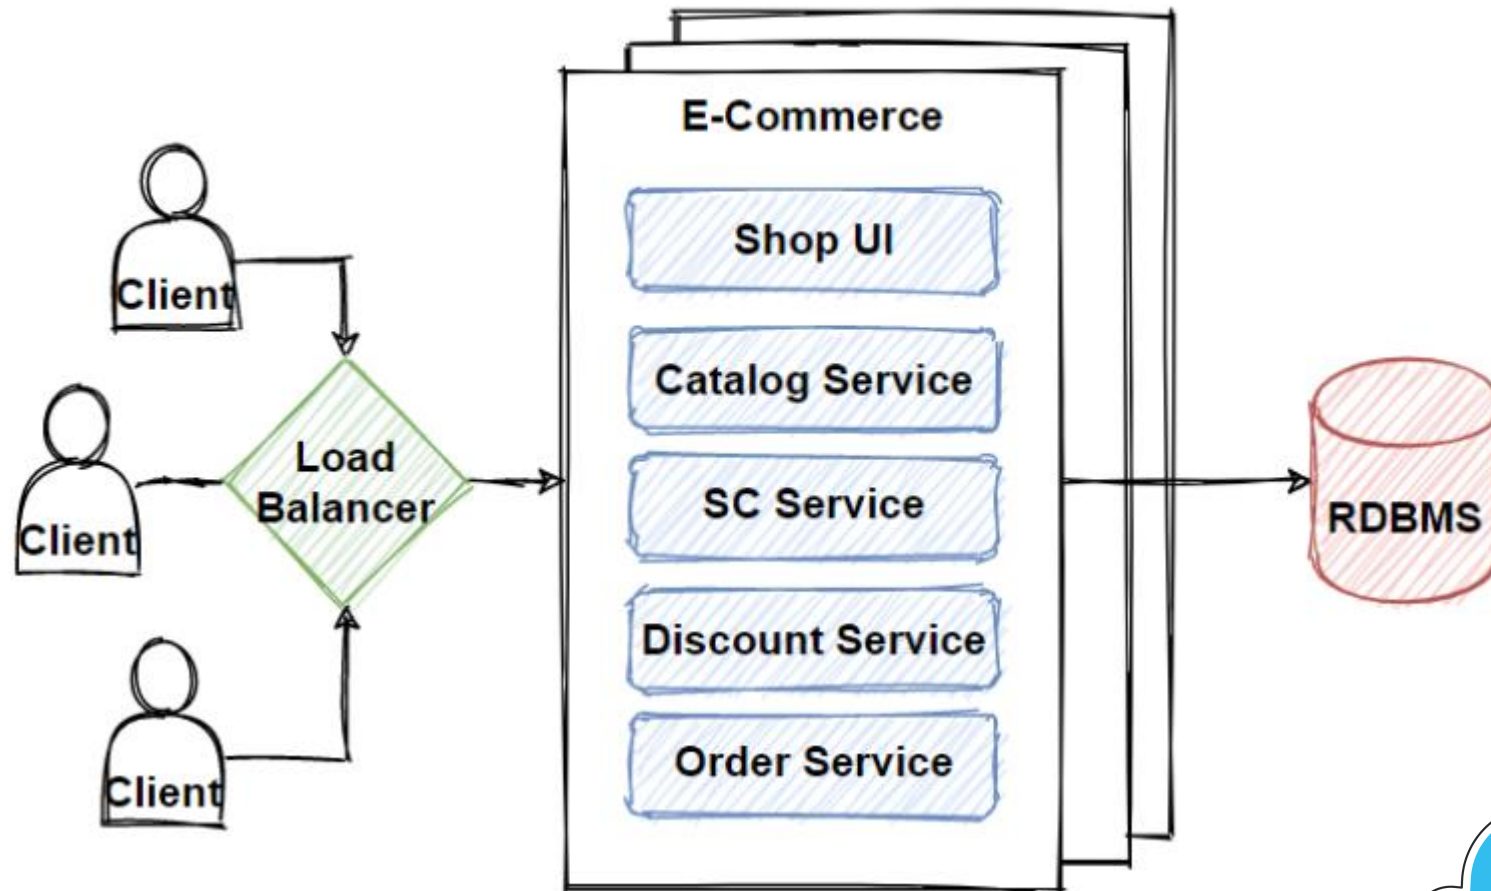 E-Commerce
Shop UI
Client
Catalog Service
Load
Balancer
SC Service
RDBMS
Client
Discount Service
Order Service
Client